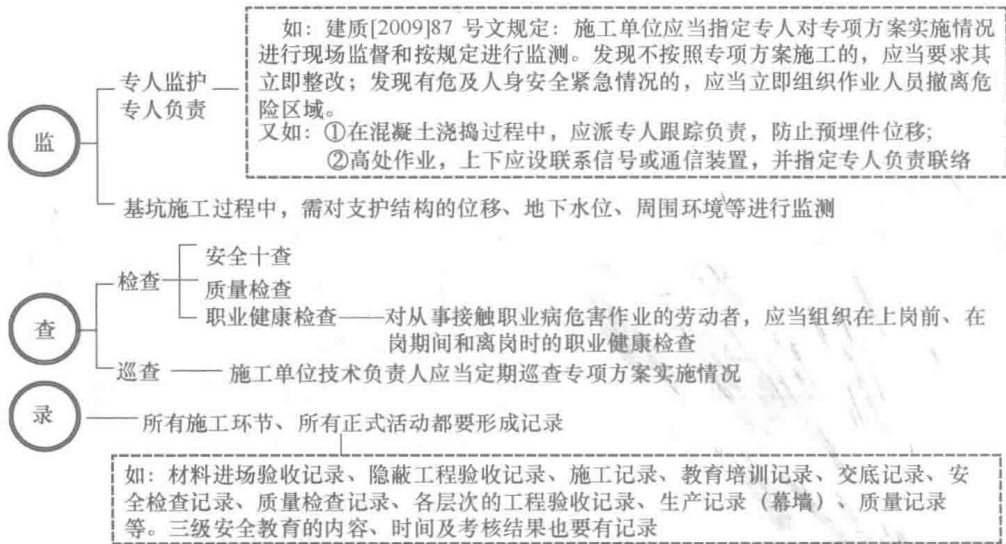 如：建质[2009]87 号文规定：施工单位应当指定专人对专项方案实施情况
进行现场监督和按规定进行监测。发现不按照专项方案施工的，应当要求其
立即整改；发现有危及人身安全紧急情况的，应当立即组织作业人员撤离危
险区域。
又如：①在混凝土浇捣过程中，应派专人跟踪负责，防止预埋件位移；
②高处作业，上下应设联系信号或通信装置，并指定专人负责联络
专人监护
专人负责
监
基坑施工过程中，需对支护结构的位移、地下水位、周围环境等进行监测
查
检查
安全十查
质量检查
职业健康检查——对从事接触职业病危害作业的劳动者，应当组织在上岗前、在
岗期间和离岗时的职业健康检查
巡查 —— 施工单位技术负责人应当定期巡查专项方案实施情况
录
所有施工环节、所有正式活动都要形成记录
如：材料进场验收记录、隐蔽工程验收记录、施工记录、教育培训记录、交底记录、安
全检查记录、质量检查记录、各层次的工程验收记录、生产记录（幕墙）、质量记录
等。三级安全教育的内容、时间及考核结果也要有记录